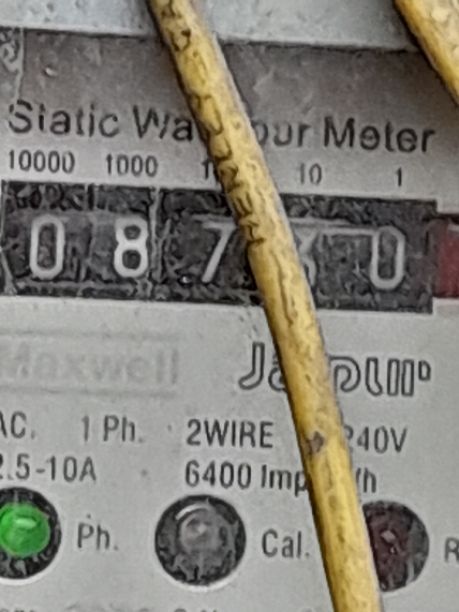 Static Wa our Meter
10000 1000 10 1
0 8 7 0
Maxwell
AC. 1 Ph. 2WIRE 240V
2.5-10A 6400 Imp /h
Ph. Cal. R